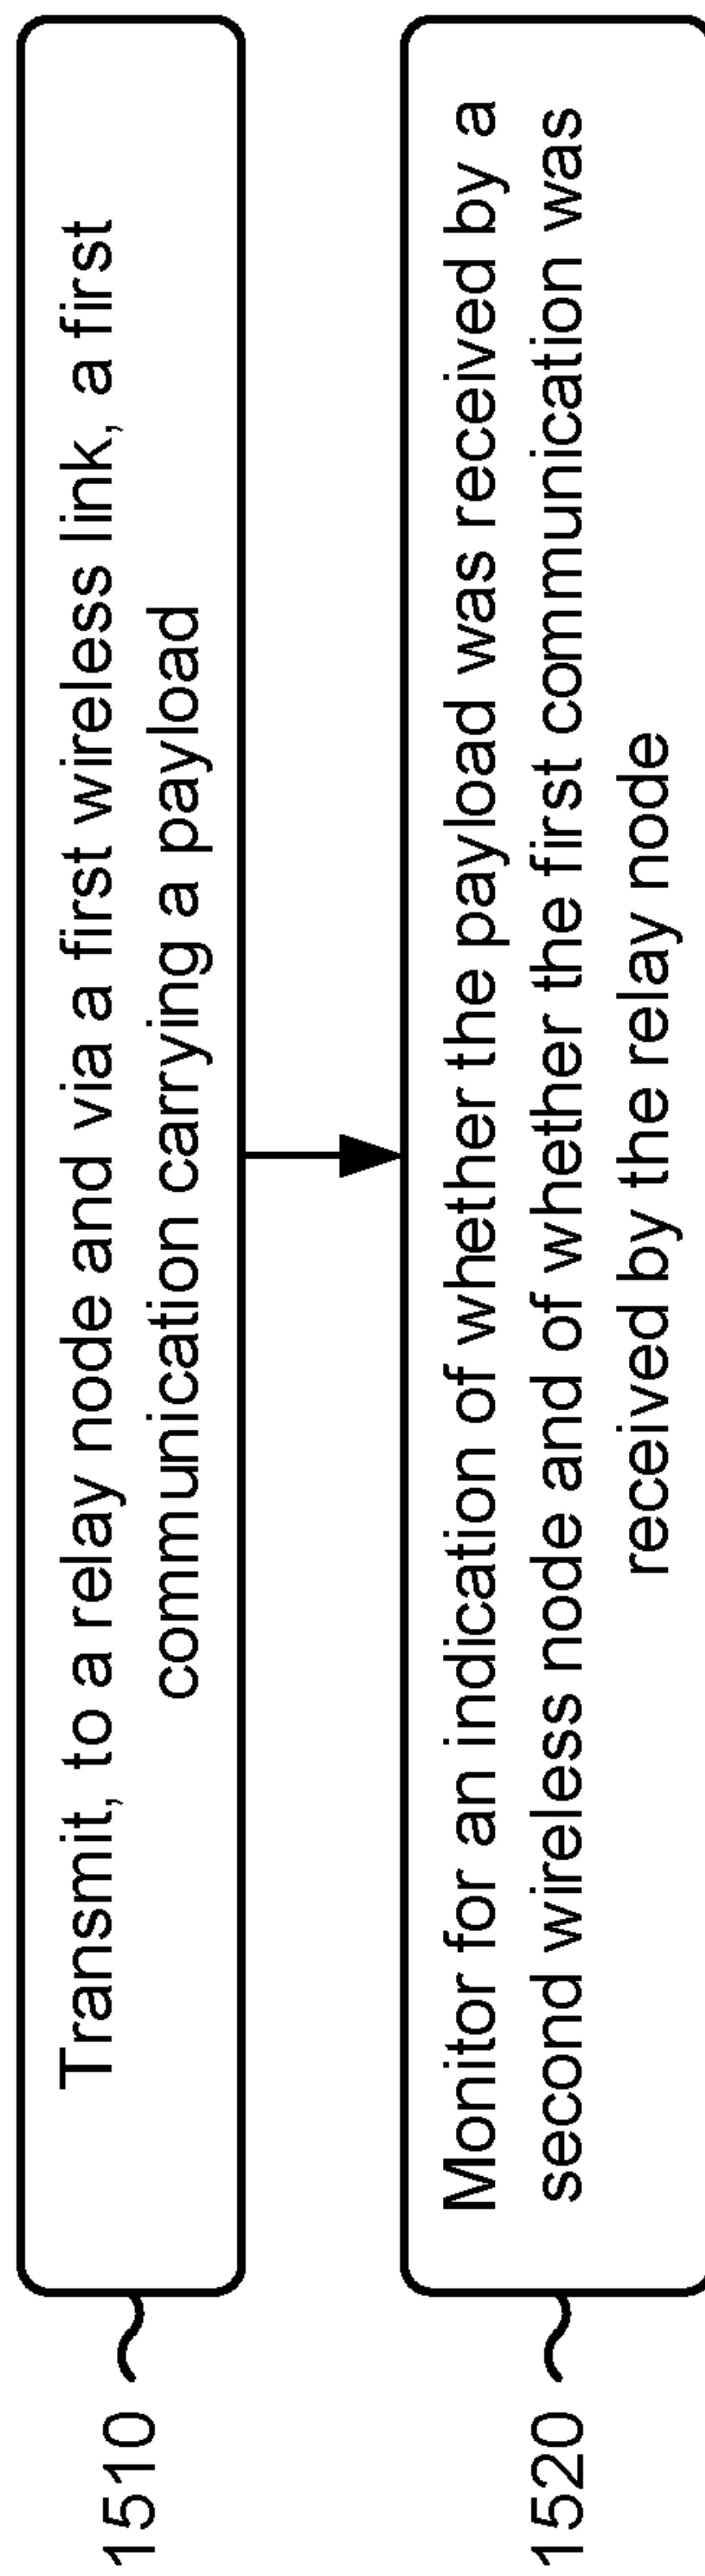 1510
Transmit, to a relay node and via a first wireless link, a first
communication carrying a payload
1520
Monitor for an indication of whether the payload was received by a
second wireless node and of whether the first communication was
received by the relay node